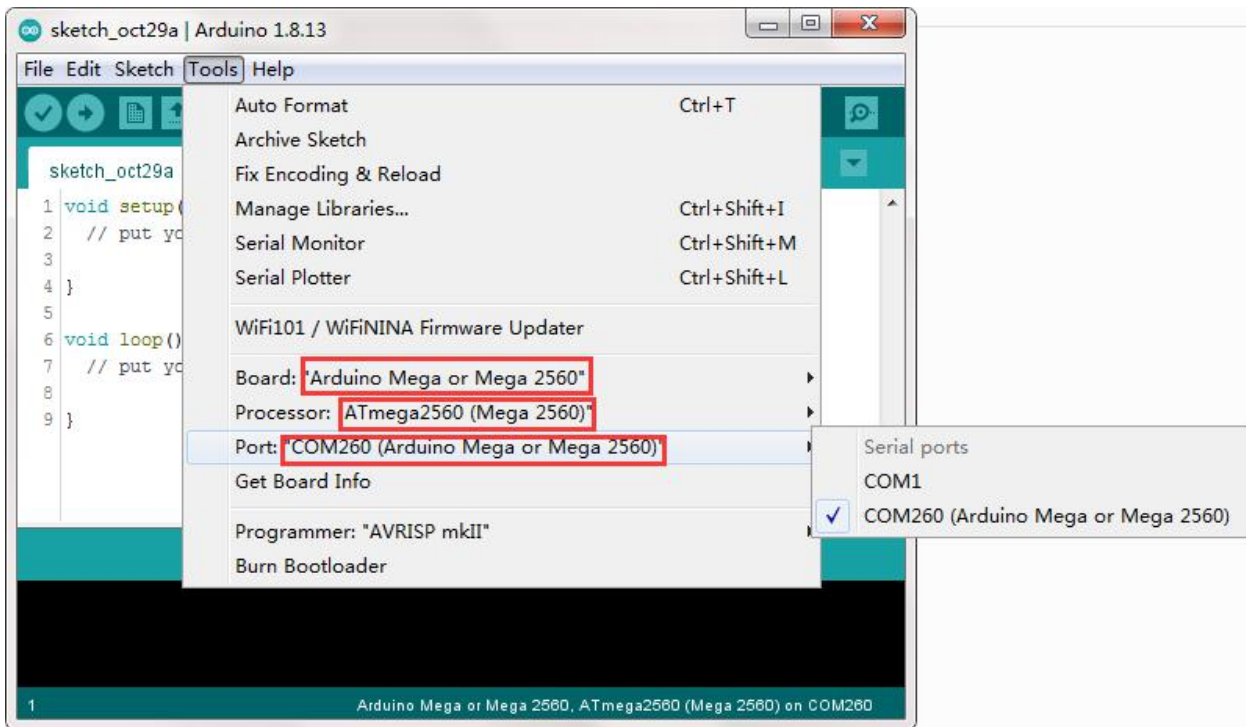 sketch_oct29a | Arduino 1.8.13
File Edit Sketch Tools Help
Auto Format Ctrl+T
Archive Sketch
Fix Encoding & Reload
Manage Libraries... Ctrl+Shift+I
Serial Monitor Ctrl+Shift+M
Serial Plotter Ctrl+Shift+L
WiFi101 / WiFiNINA Firmware Updater
Board: "Arduino Mega or Mega 2560"
Processor: "ATmega2560 (Mega 2560)"
Port: "COM260 (Arduino Mega or Mega 2560)"
Get Board Info
Programmer: "AVRISP mkII"
Burn Bootloader
Serial ports
COM1
COM260 (Arduino Mega or Mega 2560)
sketch_oct29a
1 void setup(
2 // put yo
3
4 }
5
6 void loop()
7 // put yo
8
9 }
1 Arduino Mega or Mega 2560, ATmega2560 (Mega 2560) on COM260